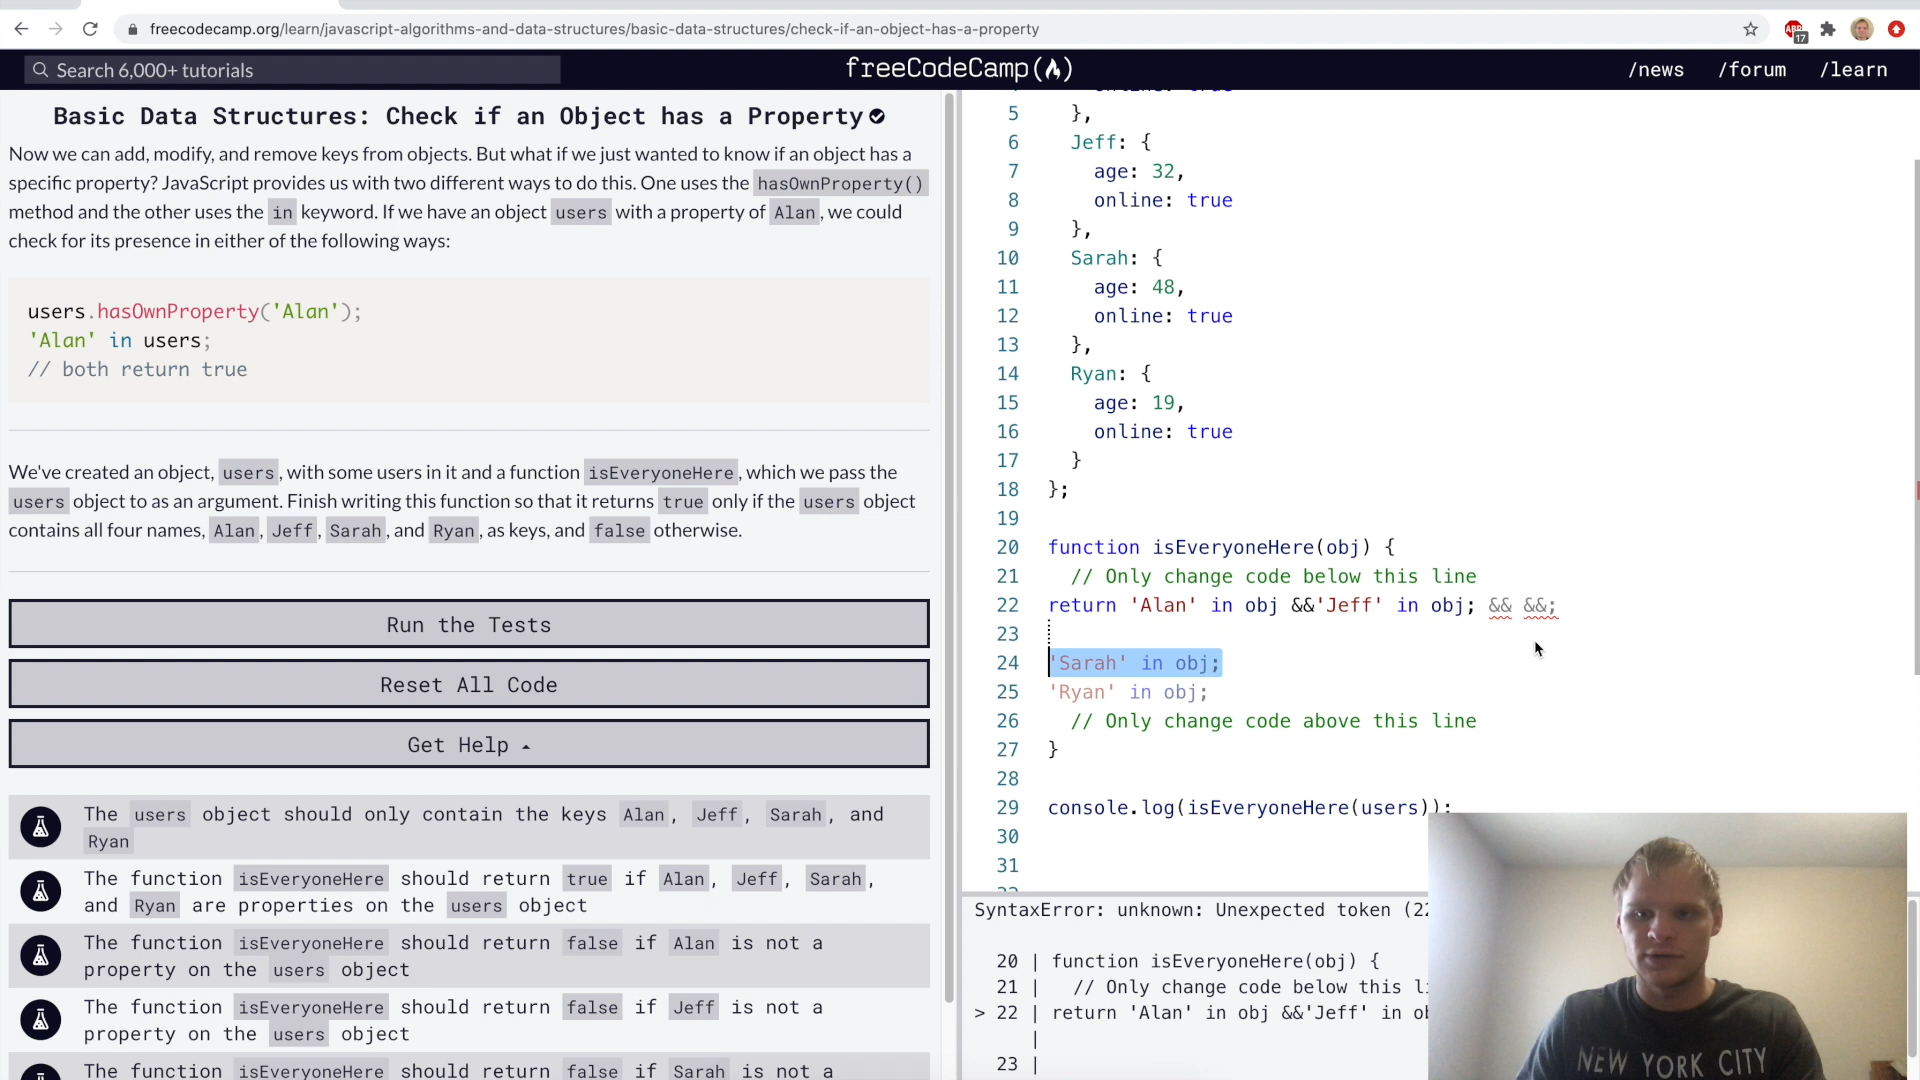 freecodecamp.org/learn/javascript-algorithms-and-data-structures/basic-data-structures/check-if-an-object-has-a-property
ABP
17
Search 6,000+ tutorials
freeCodeCamp
/news
/forum
/learn
Basic Data Structures: Check if an Object has a Property
Now we can add, modify, and remove keys from objects. But what if we just wanted to know if an object has a
specific property? JavaScript provides us with two different ways to do this. One uses the hasOwnProperty()
method and the other uses the in keyword. If we have an object users with a property of Alan, we could
check for its presence in either of the following ways:
users.hasOwnProperty('Alan');
'Alan' in users;
// both return true
We've created an object, users, with some users in it and a function isEveryoneHere, which we pass the
users object to as an argument. Finish writing this function so that it returns true only if the users object
contains all four names, Alan, Jeff, Sarah, and Ryan, as keys, and false otherwise.
Run the Tests
Reset All Code
Get Help
The users object should only contain the keys Alan, Jeff, Sarah, and
Ryan
The function isEveryoneHere should return true if Alan, Jeff, Sarah,
and Ryan are properties on the users object
The function isEveryoneHere should return false if Alan is not a
property on the users object
The function isEveryoneHere should return false if Jeff is not a
property on the users object
The function isEveryoneHere should return false if Sarah is not a
online: true
5 },
6 Jeff: {
7 age: 32,
8 online: true
9 },
10 Sarah: {
11 age: 48,
12 online: true
13 },
14 Ryan: {
15 age: 19,
16 online: true
17 }
18 };
19
20 function isEveryoneHere(obj) {
21 // Only change code below this line
22 return 'Alan' in obj &&'Jeff' in obj; && &&;
23
24 'Sarah' in obj;
25 'Ryan' in obj;
26 // Only change code above this line
27 }
28
29 console.log(isEveryoneHere(users));
30
31
SyntaxError: unknown: Unexpected token (22
20 | function isEveryoneHere(obj) {
21 | // Only change code below this li
> 22 | return 'Alan' in obj &&'Jeff' in ob
|
23 |
NEW YORK CITY